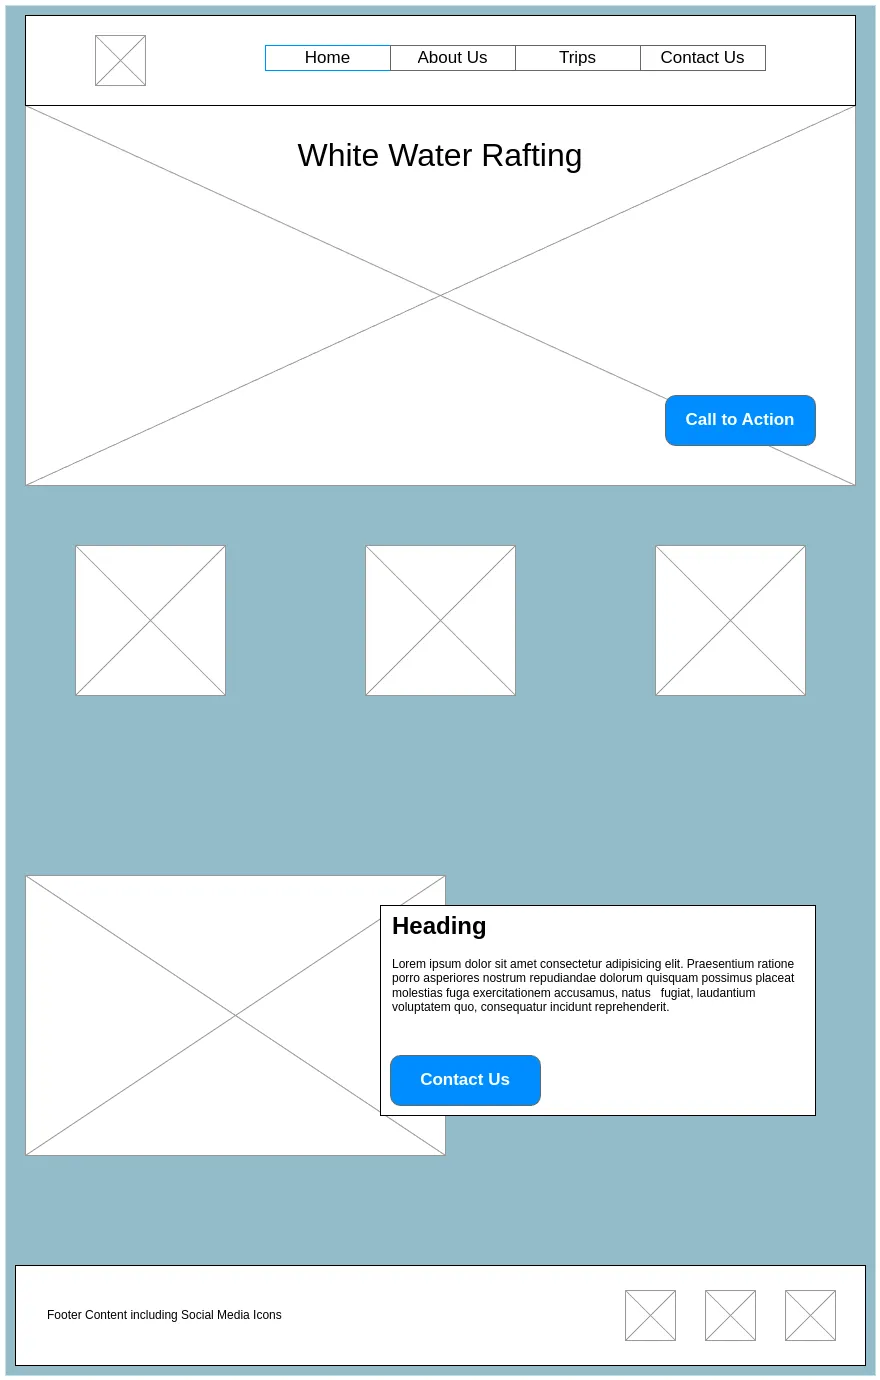 Home About Us Trips Contact Us
White Water Rafting
Call to Action
Heading
Lorem ipsum dolor sit amet consectetur adipisicing elit. Praesentium ratione
porro asperiores nostrum repudiandae dolorum quisquam possimus placeat
molestias fuga exercitationem accusamus, natus   fugiat, laudantium
voluptatem quo, consequatur incidunt reprehenderit.
Contact Us
Footer Content including Social Media Icons